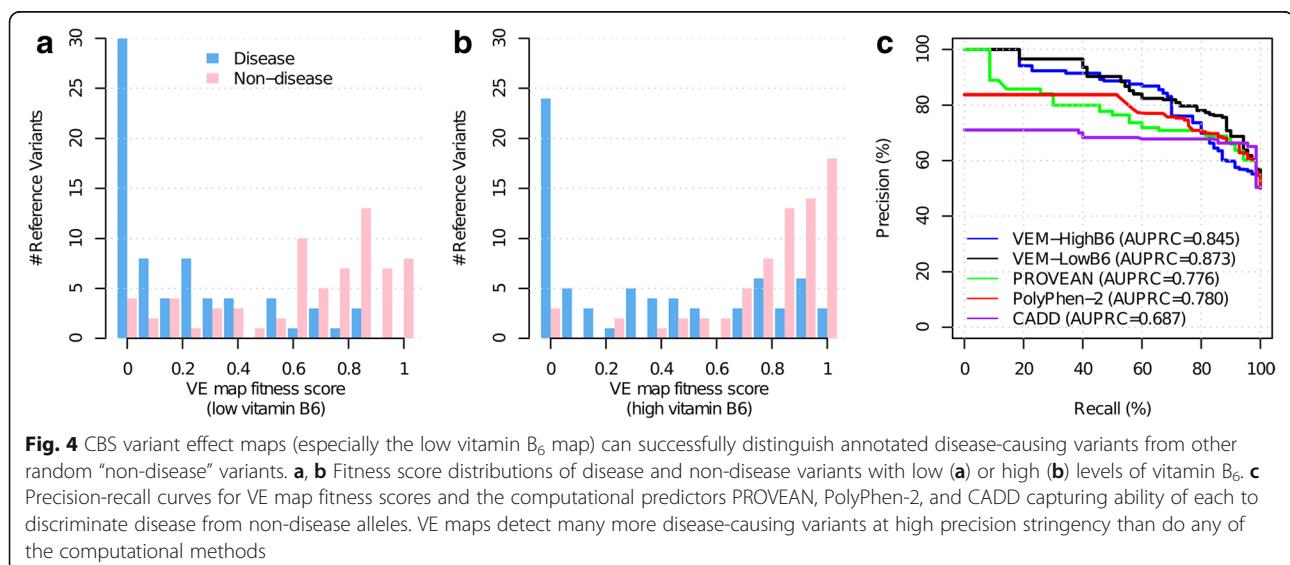 a
30
25
20
15
10
5
0
#Reference Variants
Disease
Non−disease
0 0.2 0.4 0.6 0.8 1
VE map fitness score
(low vitamin B6)
b
30
25
20
15
10
5
0
#Reference Variants
0 0.2 0.4 0.6 0.8 1
VE map fitness score
(high vitamin B6)
c
100
80
60
40
20
0
Precision (%)
VEM−HighB6 (AUPRC=0.845)
VEM−LowB6 (AUPRC=0.873)
PROVEAN (AUPRC=0.776)
PolyPhen−2 (AUPRC=0.780)
CADD (AUPRC=0.687)
0 20 40 60 80 100
Recall (%)
Fig. 4 CBS variant effect maps (especially the low vitamin B₆ map) can successfully distinguish annotated disease-causing variants from other
random “non-disease” variants. a, b Fitness score distributions of disease and non-disease variants with low (a) or high (b) levels of vitamin B₆. c
Precision-recall curves for VE map fitness scores and the computational predictors PROVEAN, PolyPhen-2, and CADD capturing ability of each to
discriminate disease from non-disease alleles. VE maps detect many more disease-causing variants at high precision stringency than do any of
the computational methods